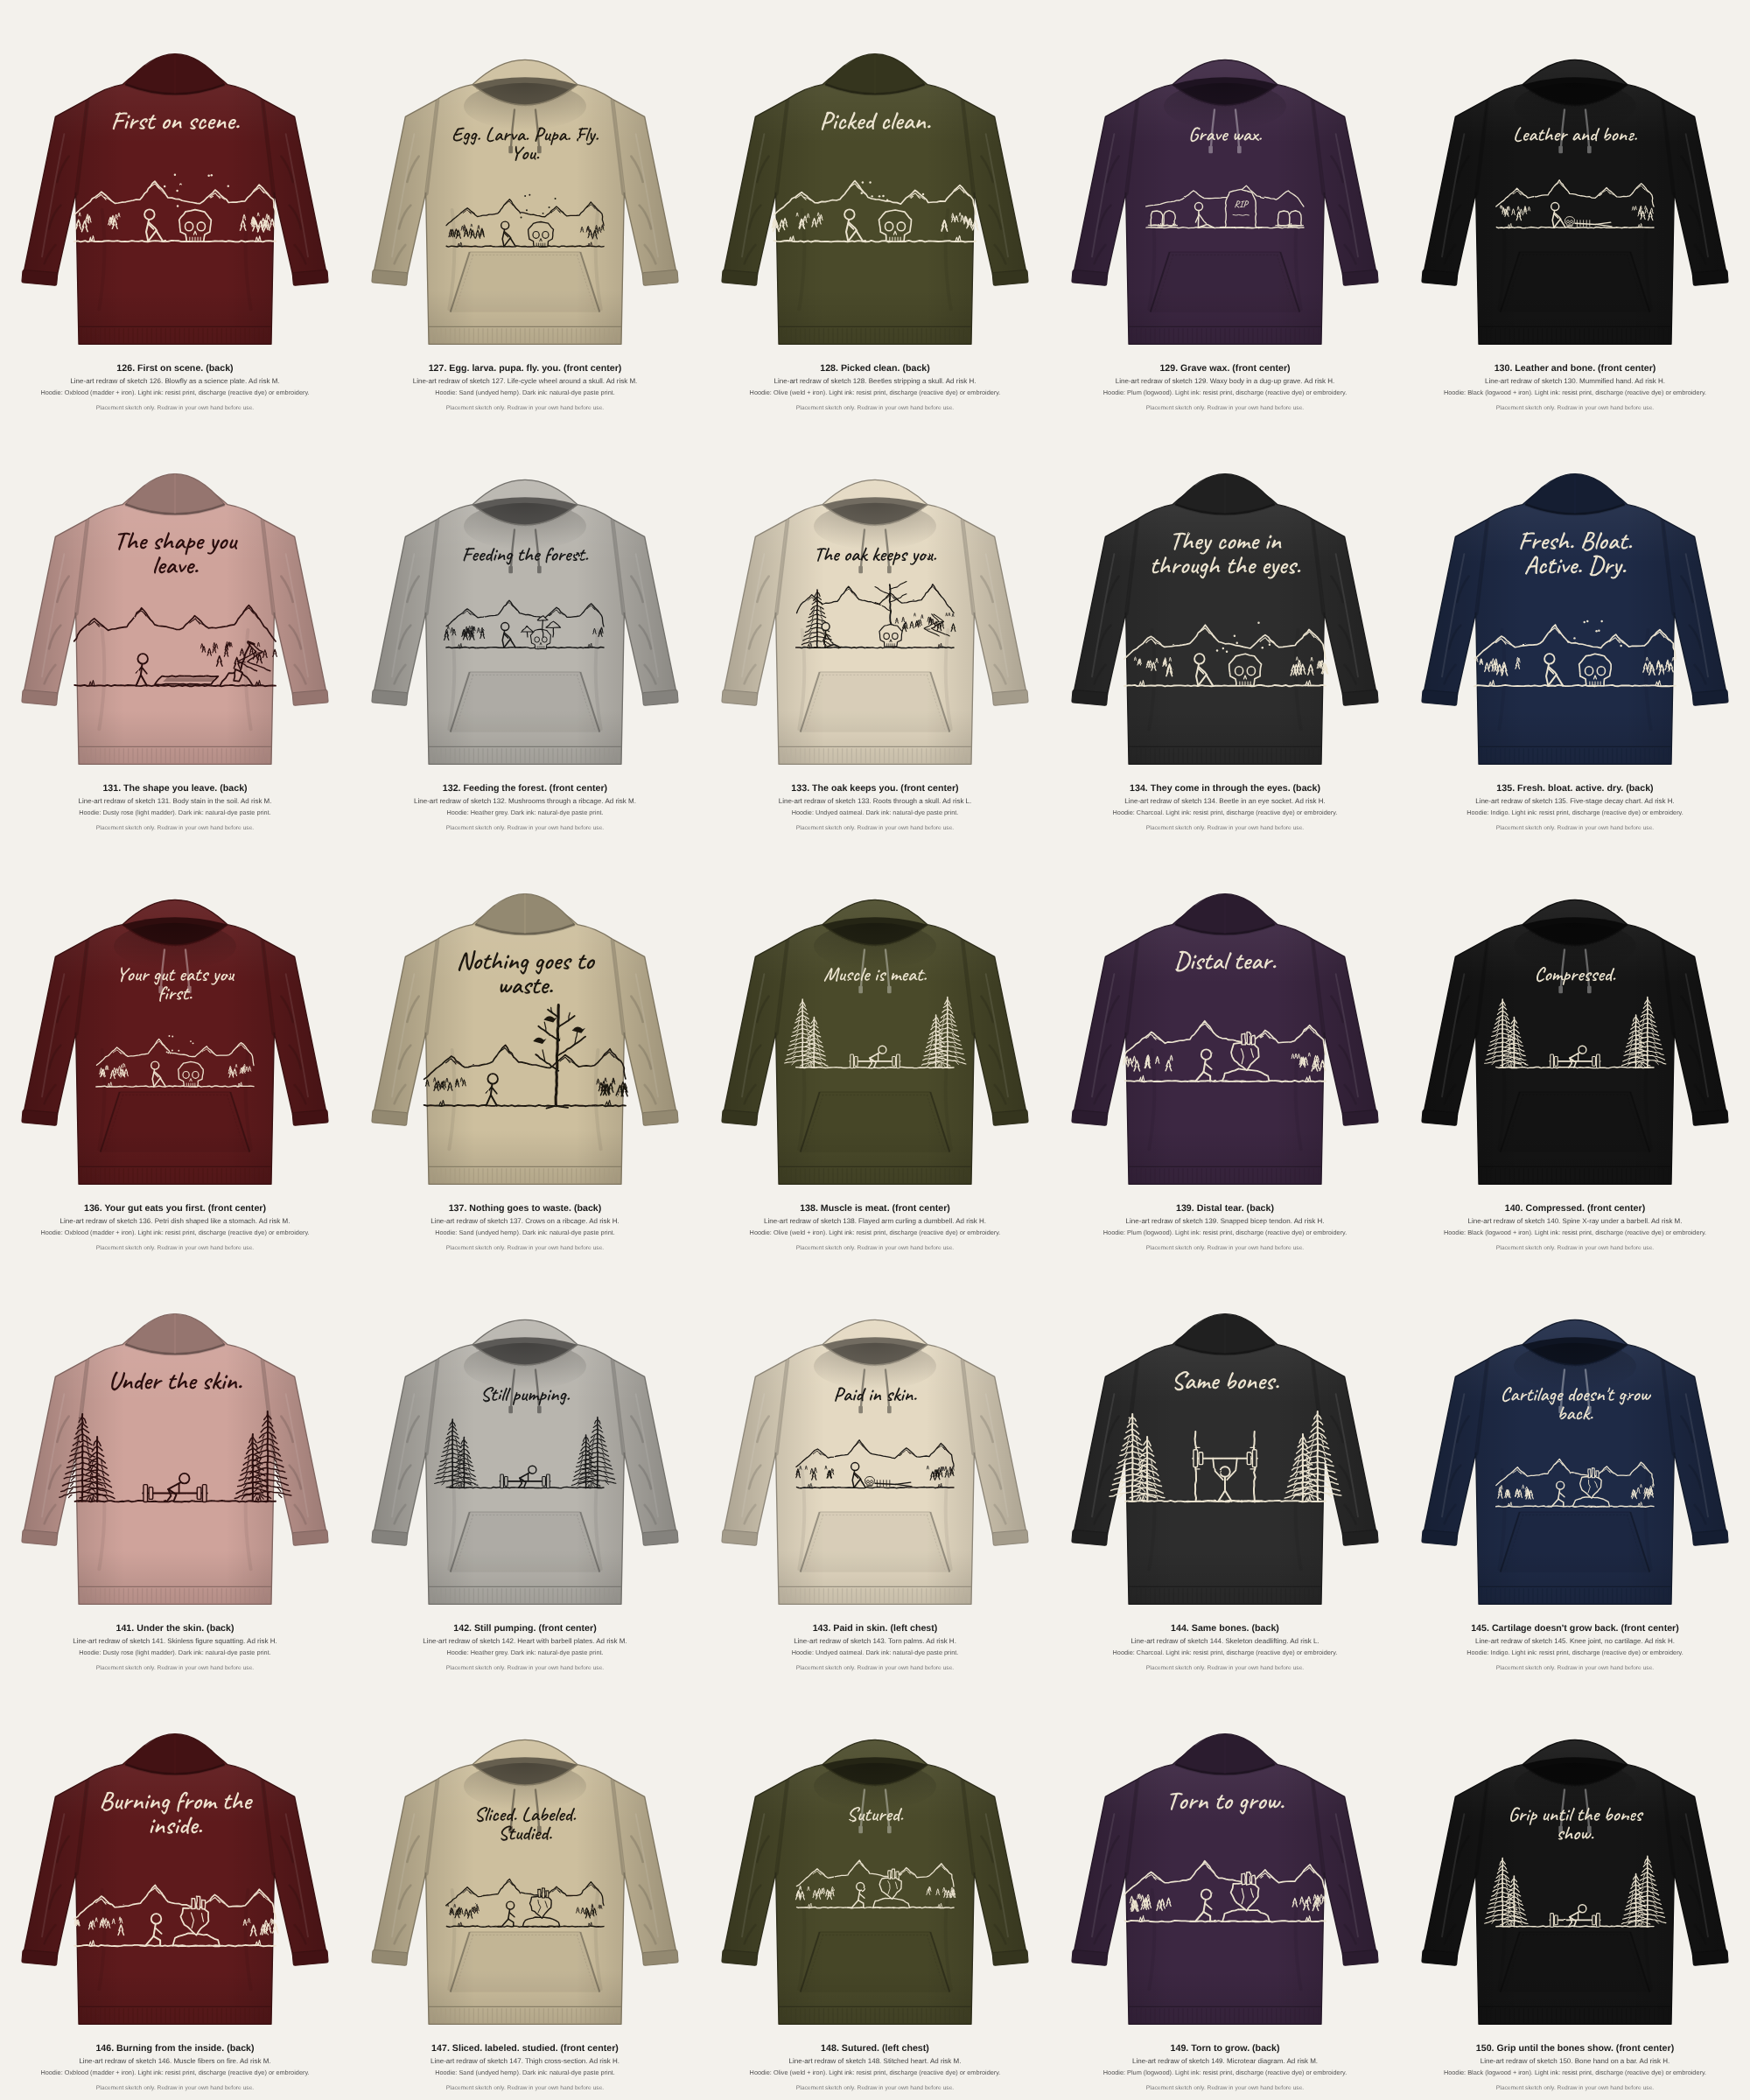 First on scene.
Egg. Larva. Pupa. Fly.
You.
Picked clean.
Grave wax.
RIP
Leather and bone.
126. First on scene. (back)
Line-art redraw of sketch 126. Blowfly as a science plate. Ad risk M.
Hoodie: Oxblood (madder + iron). Light ink: resist print, discharge (reactive dye) or embroidery.
Placement sketch only. Redraw in your own hand before use.
127. Egg. larva. pupa. fly. you. (front center)
Line-art redraw of sketch 127. Life-cycle wheel around a skull. Ad risk M.
Hoodie: Sand (undyed hemp). Dark ink: natural-dye paste print.
Placement sketch only. Redraw in your own hand before use.
128. Picked clean. (back)
Line-art redraw of sketch 128. Beetles stripping a skull. Ad risk H.
Hoodie: Olive (weld + iron). Light ink: resist print, discharge (reactive dye) or embroidery.
Placement sketch only. Redraw in your own hand before use.
129. Grave wax. (front center)
Line-art redraw of sketch 129. Waxy body in a dug-up grave. Ad risk H.
Hoodie: Plum (logwood). Light ink: resist print, discharge (reactive dye) or embroidery.
Placement sketch only. Redraw in your own hand before use.
130. Leather and bone. (front center)
Line-art redraw of sketch 130. Mummified hand. Ad risk H.
Hoodie: Black (logwood + iron). Light ink: resist print, discharge (reactive dye) or embroidery.
Placement sketch only. Redraw in your own hand before use.
The shape you
leave.
Feeding the forest.
The oak keeps you.
They come in
through the eyes.
Fresh. Bloat.
Active. Dry.
131. The shape you leave. (back)
Line-art redraw of sketch 131. Body stain in the soil. Ad risk M.
Hoodie: Dusty rose (light madder). Dark ink: natural-dye paste print.
Placement sketch only. Redraw in your own hand before use.
132. Feeding the forest. (front center)
Line-art redraw of sketch 132. Mushrooms through a ribcage. Ad risk M.
Hoodie: Heather grey. Dark ink: natural-dye paste print.
Placement sketch only. Redraw in your own hand before use.
133. The oak keeps you. (front center)
Line-art redraw of sketch 133. Roots through a skull. Ad risk L.
Hoodie: Undyed oatmeal. Dark ink: natural-dye paste print.
Placement sketch only. Redraw in your own hand before use.
134. They come in through the eyes. (back)
Line-art redraw of sketch 134. Beetle in an eye socket. Ad risk H.
Hoodie: Charcoal. Light ink: resist print, discharge (reactive dye) or embroidery.
Placement sketch only. Redraw in your own hand before use.
135. Fresh. bloat. active. dry. (back)
Line-art redraw of sketch 135. Five-stage decay chart. Ad risk H.
Hoodie: Indigo. Light ink: resist print, discharge (reactive dye) or embroidery.
Placement sketch only. Redraw in your own hand before use.
Your gut eats you
first.
Nothing goes to
waste.
Muscle is meat.
Distal tear.
Compressed.
136. Your gut eats you first. (front center)
Line-art redraw of sketch 136. Petri dish shaped like a stomach. Ad risk M.
Hoodie: Oxblood (madder + iron). Light ink: resist print, discharge (reactive dye) or embroidery.
Placement sketch only. Redraw in your own hand before use.
137. Nothing goes to waste. (back)
Line-art redraw of sketch 137. Crows on a ribcage. Ad risk H.
Hoodie: Sand (undyed hemp). Dark ink: natural-dye paste print.
Placement sketch only. Redraw in your own hand before use.
138. Muscle is meat. (front center)
Line-art redraw of sketch 138. Flayed arm curling a dumbbell. Ad risk H.
Hoodie: Olive (weld + iron). Light ink: resist print, discharge (reactive dye) or embroidery.
Placement sketch only. Redraw in your own hand before use.
139. Distal tear. (back)
Line-art redraw of sketch 139. Snapped bicep tendon. Ad risk H.
Hoodie: Plum (logwood). Light ink: resist print, discharge (reactive dye) or embroidery.
Placement sketch only. Redraw in your own hand before use.
140. Compressed. (front center)
Line-art redraw of sketch 140. Spine X-ray under a barbell. Ad risk M.
Hoodie: Black (logwood + iron). Light ink: resist print, discharge (reactive dye) or embroidery.
Placement sketch only. Redraw in your own hand before use.
Under the skin.
Still pumping.
Paid in skin.
Same bones.
Cartilage doesn't grow
back.
141. Under the skin. (back)
Line-art redraw of sketch 141. Skinless figure squatting. Ad risk H.
Hoodie: Dusty rose (light madder). Dark ink: natural-dye paste print.
Placement sketch only. Redraw in your own hand before use.
142. Still pumping. (front center)
Line-art redraw of sketch 142. Heart with barbell plates. Ad risk M.
Hoodie: Heather grey. Dark ink: natural-dye paste print.
Placement sketch only. Redraw in your own hand before use.
143. Paid in skin. (left chest)
Line-art redraw of sketch 143. Torn palms. Ad risk H.
Hoodie: Undyed oatmeal. Dark ink: natural-dye paste print.
Placement sketch only. Redraw in your own hand before use.
144. Same bones. (back)
Line-art redraw of sketch 144. Skeleton deadlifting. Ad risk L.
Hoodie: Charcoal. Light ink: resist print, discharge (reactive dye) or embroidery.
Placement sketch only. Redraw in your own hand before use.
145. Cartilage doesn't grow back. (front center)
Line-art redraw of sketch 145. Knee joint, no cartilage. Ad risk H.
Hoodie: Indigo. Light ink: resist print, discharge (reactive dye) or embroidery.
Placement sketch only. Redraw in your own hand before use.
Burning from the
inside.
Sliced. Labeled.
Studied.
Sutured.
Torn to grow.
Grip until the bones
show.
146. Burning from the inside. (back)
Line-art redraw of sketch 146. Muscle fibers on fire. Ad risk M.
Hoodie: Oxblood (madder + iron). Light ink: resist print, discharge (reactive dye) or embroidery.
Placement sketch only. Redraw in your own hand before use.
147. Sliced. labeled. studied. (front center)
Line-art redraw of sketch 147. Thigh cross-section. Ad risk H.
Hoodie: Sand (undyed hemp). Dark ink: natural-dye paste print.
Placement sketch only. Redraw in your own hand before use.
148. Sutured. (left chest)
Line-art redraw of sketch 148. Stitched heart. Ad risk M.
Hoodie: Olive (weld + iron). Light ink: resist print, discharge (reactive dye) or embroidery.
Placement sketch only. Redraw in your own hand before use.
149. Torn to grow. (back)
Line-art redraw of sketch 149. Microtear diagram. Ad risk M.
Hoodie: Plum (logwood). Light ink: resist print, discharge (reactive dye) or embroidery.
Placement sketch only. Redraw in your own hand before use.
150. Grip until the bones show. (front center)
Line-art redraw of sketch 150. Bone hand on a bar. Ad risk H.
Hoodie: Black (logwood + iron). Light ink: resist print, discharge (reactive dye) or embroidery.
Placement sketch only. Redraw in your own hand before use.